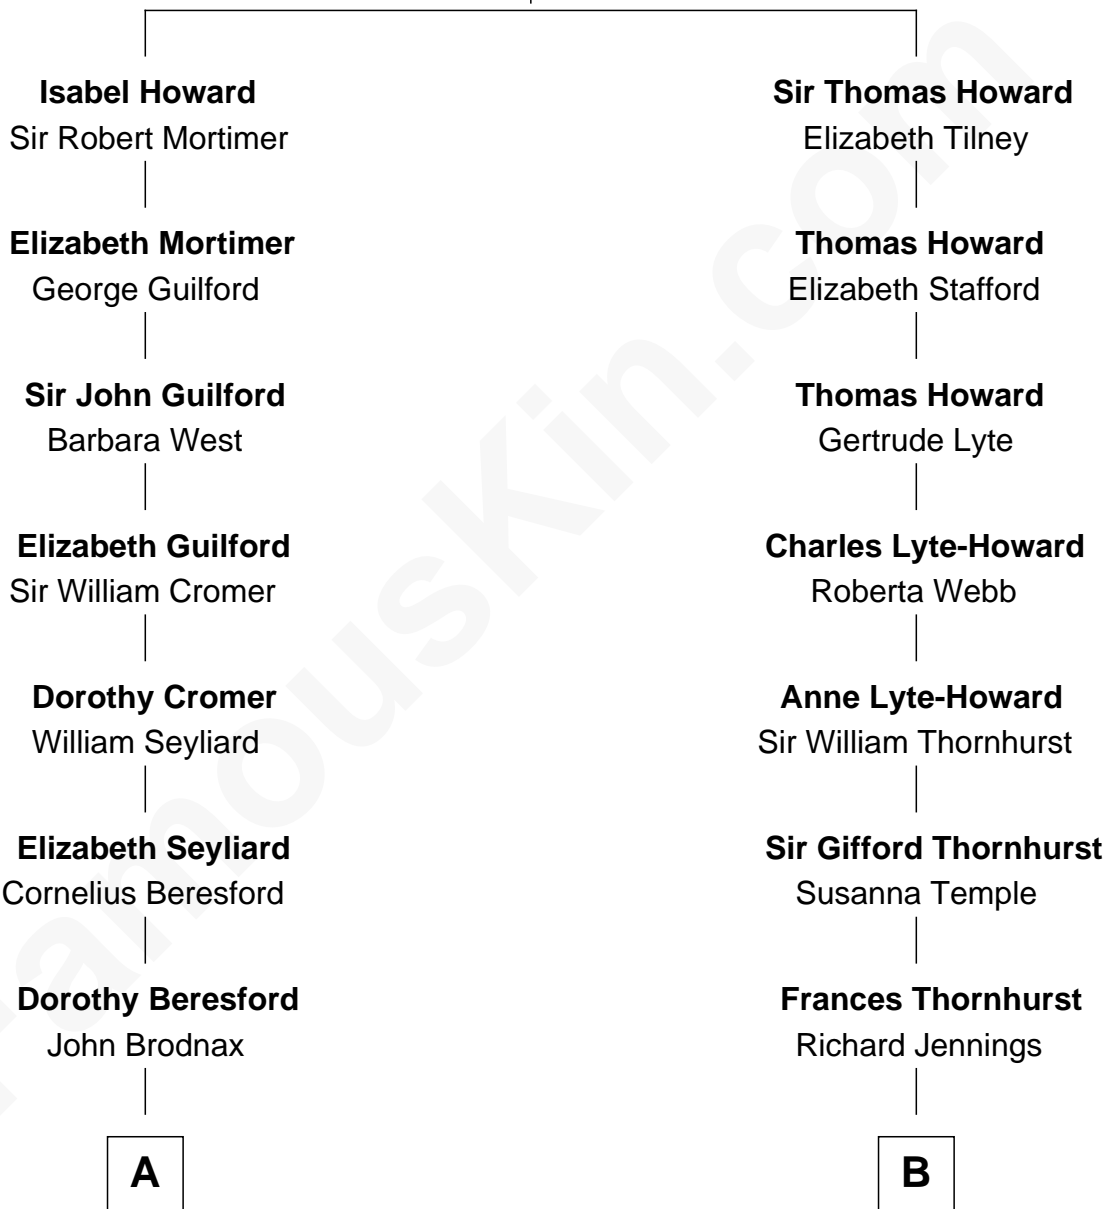 Isabel Howard
Sir Robert Mortimer
Elizabeth Mortimer
George Guilford
Sir John Guilford
Barbara West
Elizabeth Guilford
Sir William Cromer
Dorothy Cromer
William Seyliard
Elizabeth Seyliard
Cornelius Beresford
Dorothy Beresford
John Brodnax
A
Sir Thomas Howard
Elizabeth Tilney
Thomas Howard
Elizabeth Stafford
Thomas Howard
Gertrude Lyte
Charles Lyte-Howard
Roberta Webb
Anne Lyte-Howard
Sir William Thornhurst
Sir Gifford Thornhurst
Susanna Temple
Frances Thornhurst
Richard Jennings
B
FamousKin.com